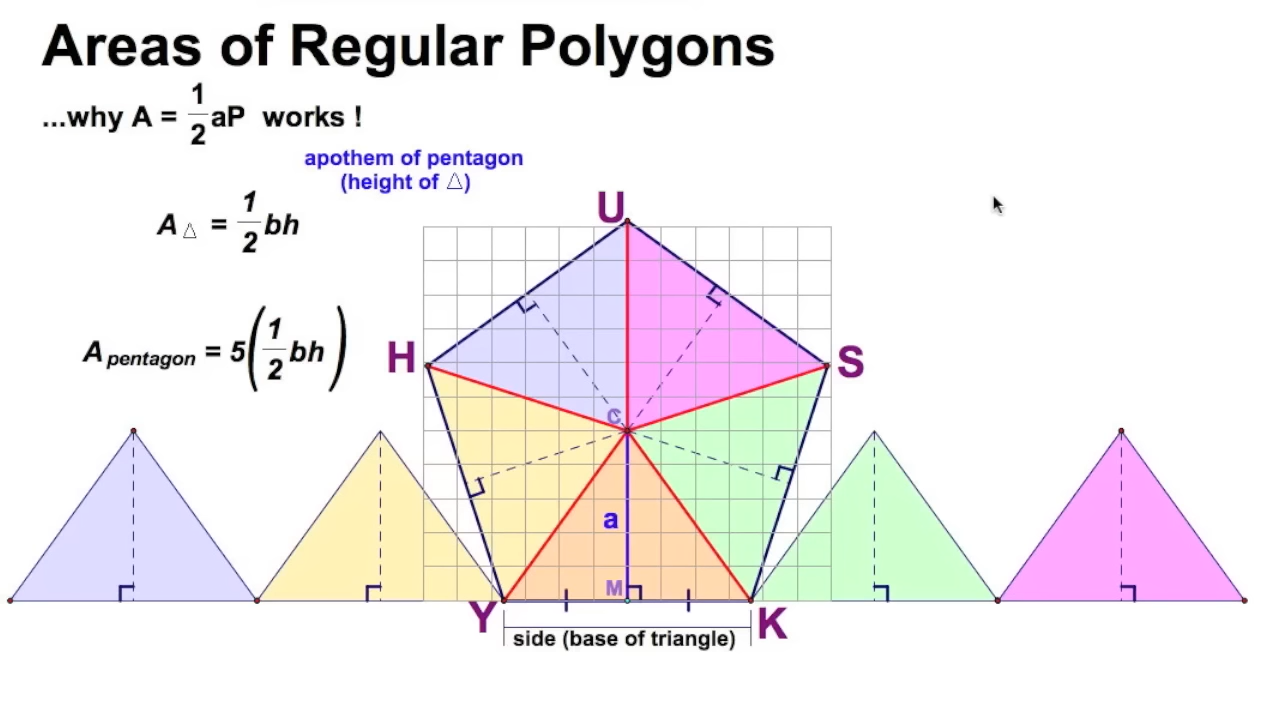 Areas of Regular Polygons
...why A = 1/2 aP works !
apothem of pentagon
(height of △)
A△ = 1/2 bh
U
A pentagon = 5(1/2 bh)
H
S
C
a
M
Y
K
side (base of triangle)